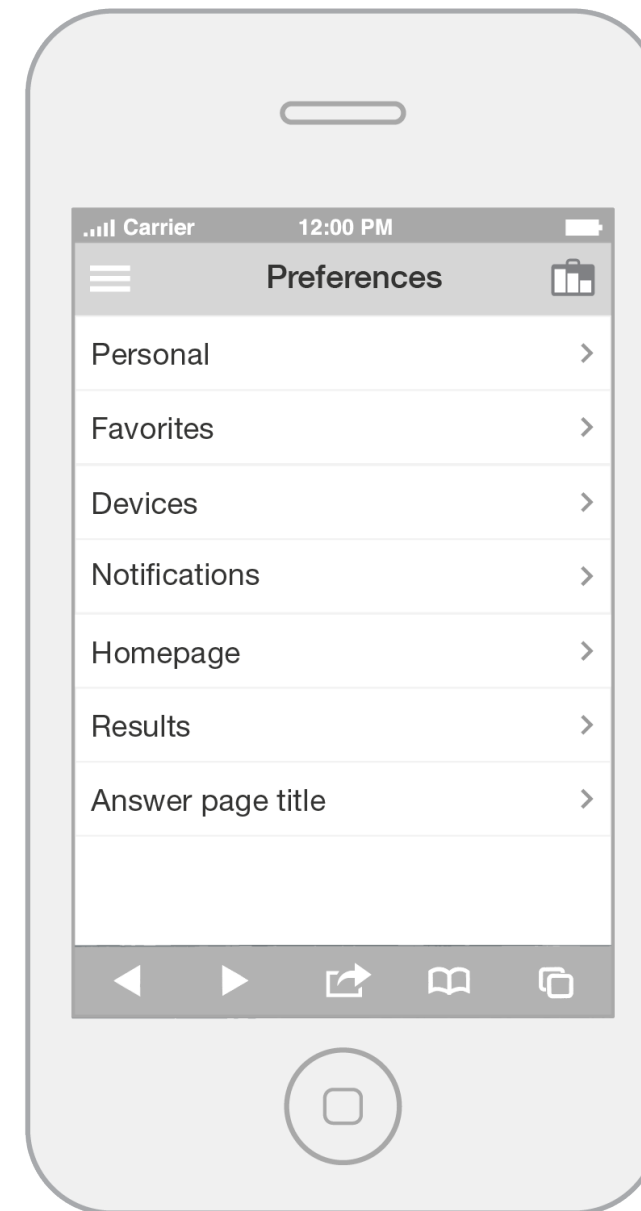 Carrier 12:00 PM
Preferences
Personal
Favorites
Devices
Notifications
Homepage
Results
Answer page title